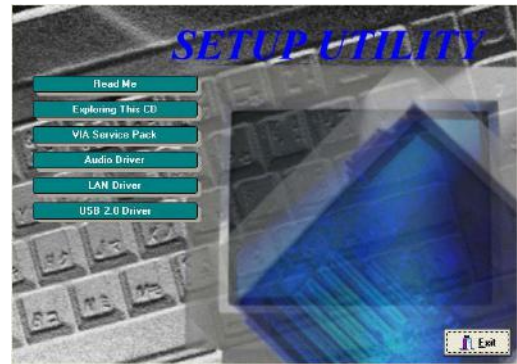 SETUP UTILITY
Read Me
Exploring This CD
VIA Service Pack
Audio Driver
LAN Driver
USB 2.0 Driver
Exit